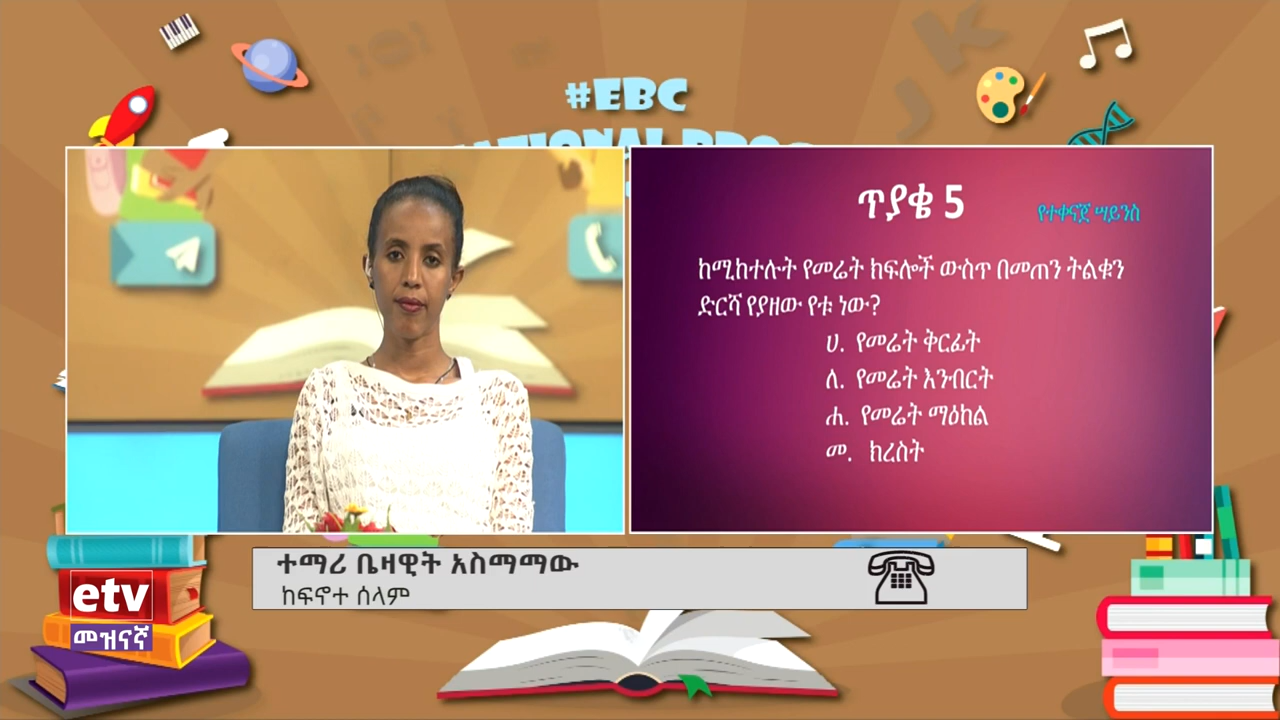 #EBC
ጥያቄ 5
የተቀናጀ ሣይንስ
ከሚከተሉት የመሬት ክፍሎች ውስጥ በመጠን ትልቁን
ድርሻ የያዘው የቱ ነው?
ሀ. የመሬት ቅርፊት
ለ. የመሬት እንብርት
ሐ. የመሬት ማዕከል
መ. ክረስት
ተማሪ ቤዛዊት አስማማው
ከፍኖተ ሰላም
etv
መዝናኛ